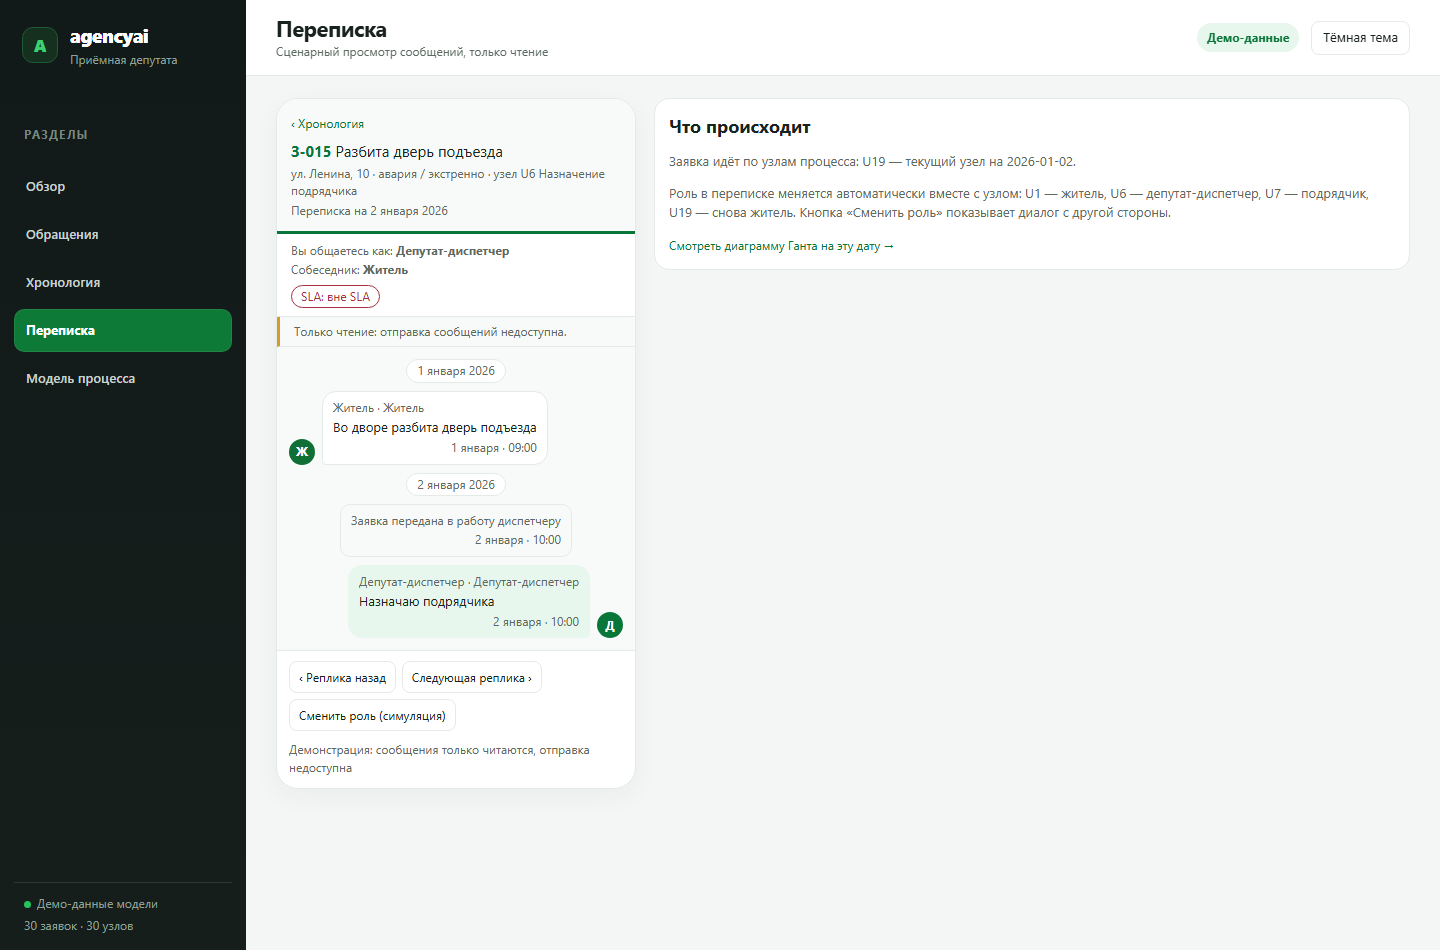 A
agencyai
Приёмная депутата
РАЗДЕЛЫ
Обзор
Обращения
Хронология
Переписка
Модель процесса
Демо-данные модели
30 заявок · 30 узлов
Переписка
Сценарный просмотр сообщений, только чтение
Демо-данные
Тёмная тема
‹ Хронология
З-015 Разбита дверь подъезда
ул. Ленина, 10 · авария / экстренно · узел U6 Назначение
подрядчика
Переписка на 2 января 2026
Вы общаетесь как: Депутат-диспетчер
Собеседник: Житель
SLA: вне SLA
Только чтение: отправка сообщений недоступна.
1 января 2026
Житель · Житель
Во дворе разбита дверь подъезда
1 января · 09:00
Ж
2 января 2026
Заявка передана в работу диспетчеру
2 января · 10:00
Депутат-диспетчер · Депутат-диспетчер
Назначаю подрядчика
2 января · 10:00
Д
‹ Реплика назад
Следующая реплика ›
Сменить роль (симуляция)
Демонстрация: сообщения только читаются, отправка
недоступна
Что происходит
Заявка идёт по узлам процесса: U19 — текущий узел на 2026-01-02.
Роль в переписке меняется автоматически вместе с узлом: U1 — житель, U6 — депутат-диспетчер, U7 — подрядчик,
U19 — снова житель. Кнопка «Сменить роль» показывает диалог с другой стороны.
Смотреть диаграмму Ганта на эту дату →